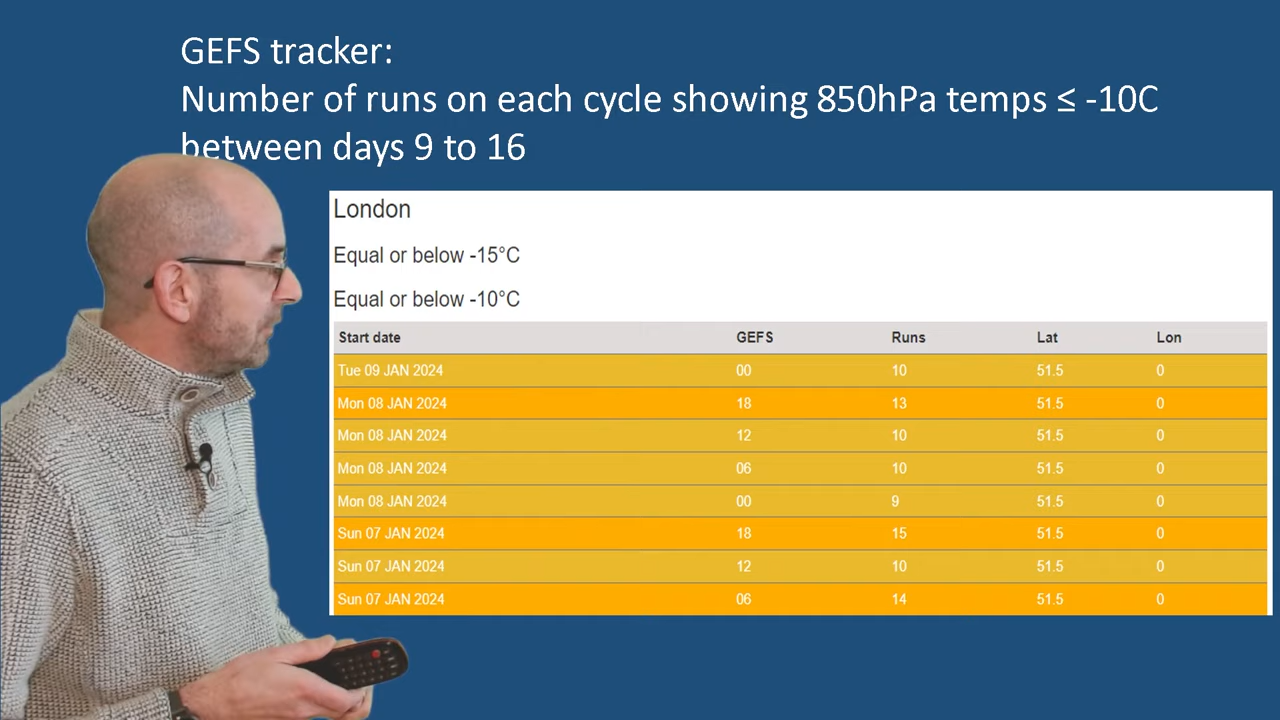 GEFS tracker:
Number of runs on each cycle showing 850hPa temps ≤ -10C
between days 9 to 16
London
Equal or below -15°C
Equal or below -10°C
Start date GEFS Runs Lat Lon
Tue 09 JAN 2024 00 10 51.5 0
Mon 08 JAN 2024 18 13 51.5 0
Mon 08 JAN 2024 12 10 51.5 0
Mon 08 JAN 2024 06 10 51.5 0
Mon 08 JAN 2024 00 9 51.5 0
Sun 07 JAN 2024 18 15 51.5 0
Sun 07 JAN 2024 12 10 51.5 0
Sun 07 JAN 2024 06 14 51.5 0